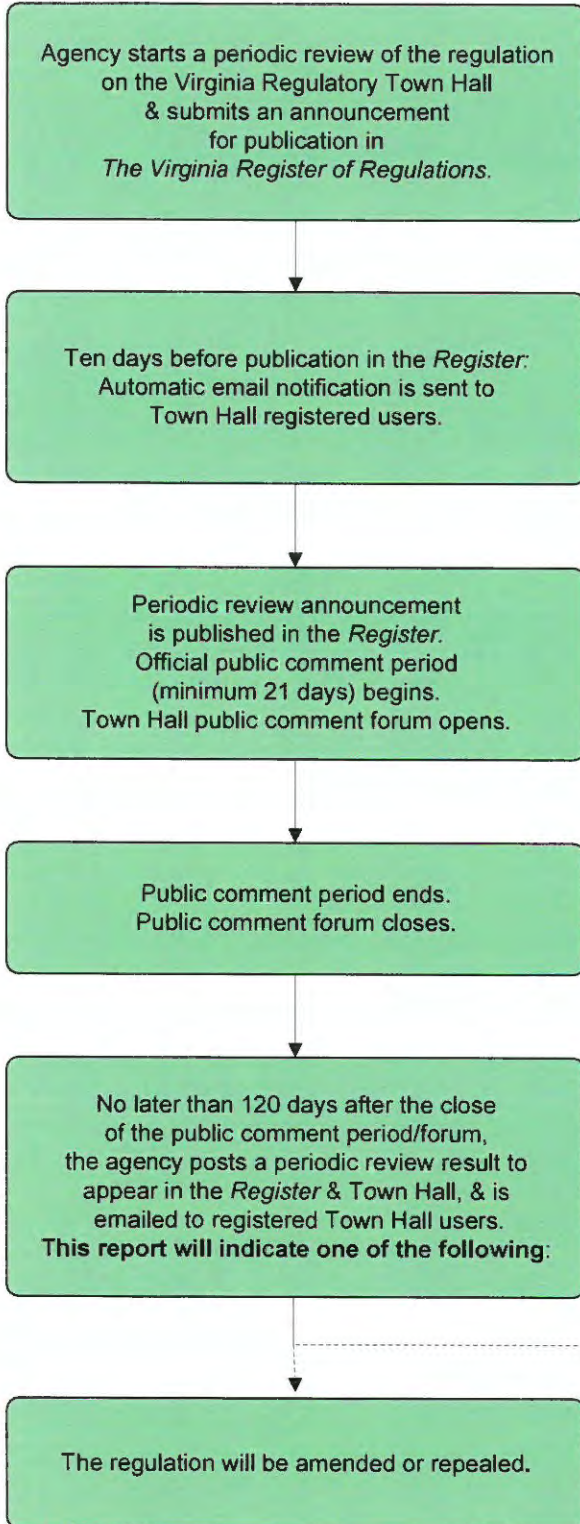 Agency starts a periodic review of the regulation
on the Virginia Regulatory Town Hall
& submits an announcement
for publication in
The Virginia Register of Regulations.
Ten days before publication in the Register:
Automatic email notification is sent to
Town Hall registered users.
Periodic review announcement
is published in the Register.
Official public comment period
(minimum 21 days) begins.
Town Hall public comment forum opens.
Public comment period ends.
Public comment forum closes.
No later than 120 days after the close
of the public comment period/forum,
the agency posts a periodic review result to
appear in the Register & Town Hall, & is
emailed to registered Town Hall users.
This report will indicate one of the following:
The regulation will be amended or repealed.